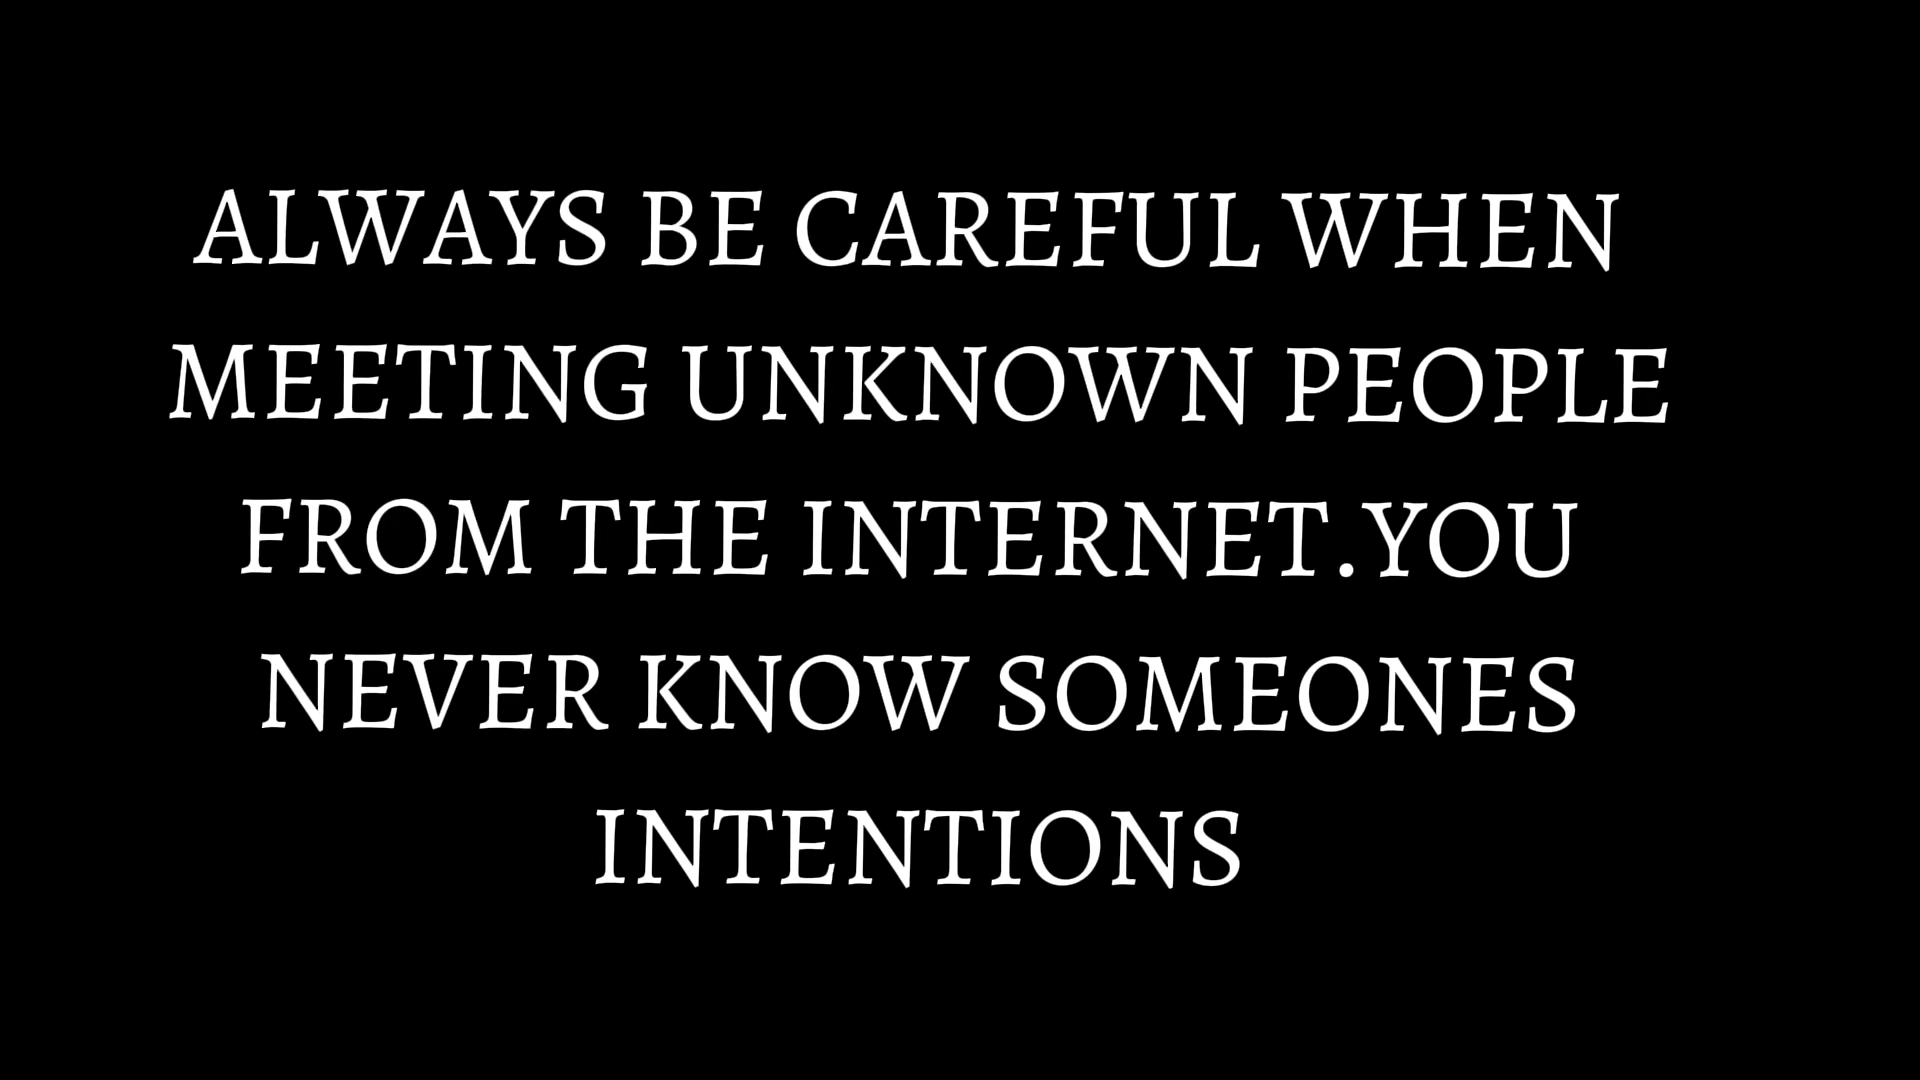 ALWAYS BE CAREFUL WHEN
MEETING UNKNOWN PEOPLE
FROM THE INTERNET.YOU
NEVER KNOW SOMEONES
INTENTIONS